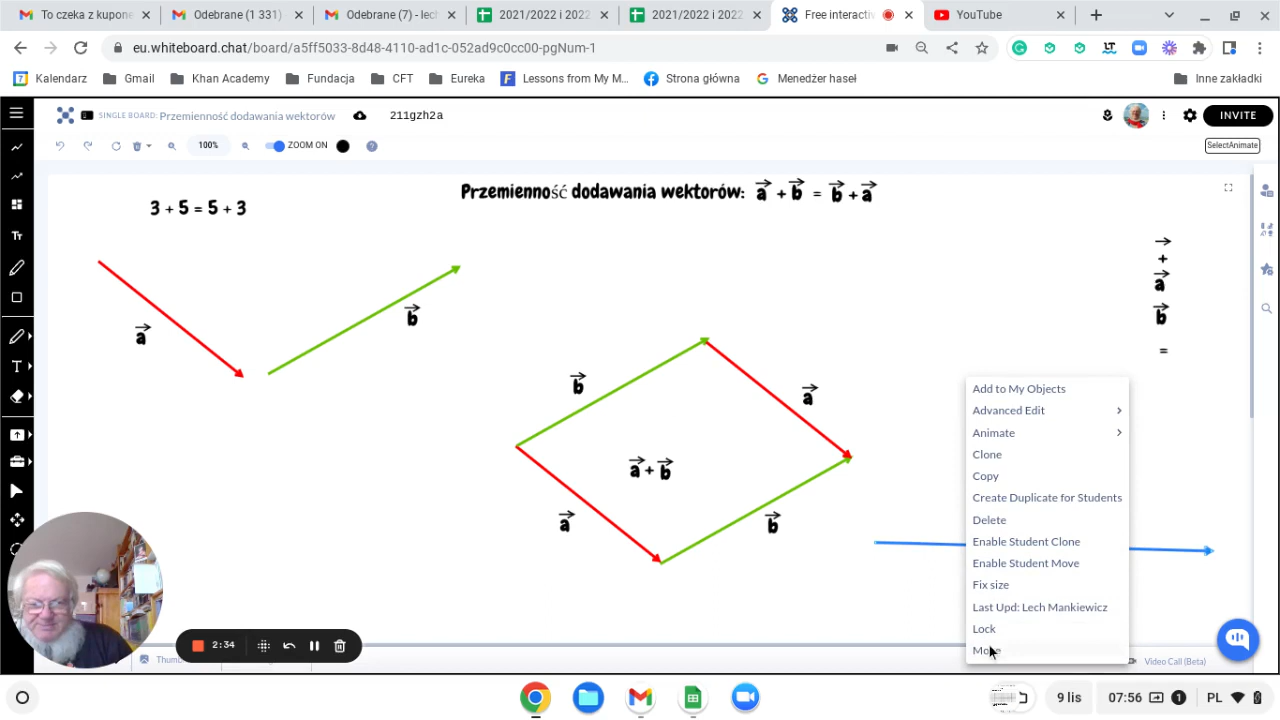 To czeka z kupone
Odebrane (1 331)
Odebrane (7) - lech
2021/2022 i 2022
2021/2022 i 2022
Free interactiv
YouTube
eu.whiteboard.chat/board/a5ff5033-8d48-4110-ad1c-052ad9c0cc00-pgNum-1
Kalendarz
Gmail
Khan Academy
Fundacja
CFT
Eureka
Lessons from My M...
Strona główna
Menedżer haseł
Inne zakładki
SINGLE BOARD: Przemienność dodawania wektorów
211gzh2a
INVITE
100%
ZOOM ON
SelectAnimate
Przemienność dodawania wektorów: a⃗ + b⃗ = b⃗ + a⃗
3 + 5 = 5 + 3
a⃗
b⃗
→
+
a⃗
b⃗
=
b⃗
a⃗
a⃗ + b⃗
a⃗
b⃗
Add to My Objects
Advanced Edit
Animate
Clone
Copy
Create Duplicate for Students
Delete
Enable Student Clone
Enable Student Move
Fix size
Last Upd: Lech Mankiewicz
Lock
Move
2:34
Thumb
Video Call (Beta)
9 lis
07:56
1
PL